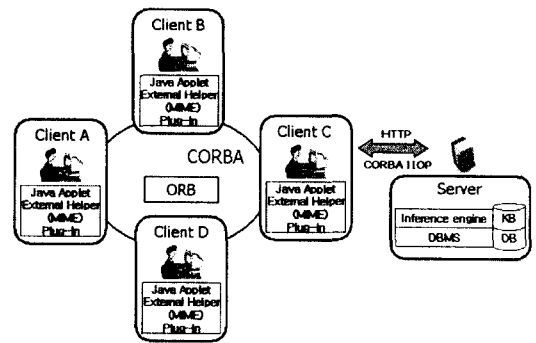 Client B
Java Applet
External Helper
(MIME)
Plug-In
Client A
Java Applet
External Helper
(MIME)
Plug-In
CORBA
ORB
Client C
Java Applet
External Helper
(MIME)
Plug-In
HTTP
CORBA IIOP
Server
Inference engine
KB
DBMS
DB
Client D
Java Applet
External Helper
(MIME)
Plug-In